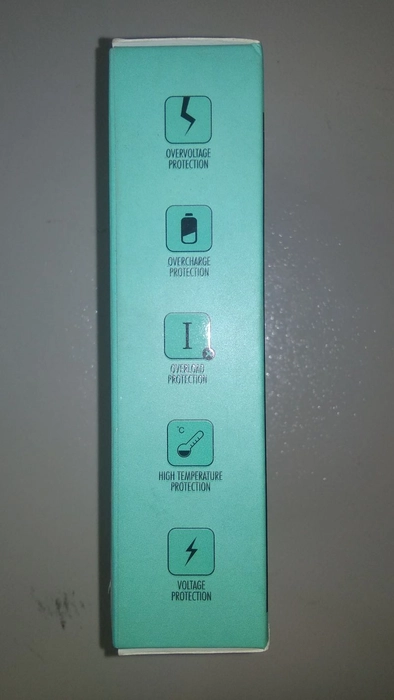 OVERVOLTAGE
PROTECTION
OVERCHARGE
PROTECTION
I
OVERLOAD
PROTECTION
°C
HIGH TEMPERATURE
PROTECTION
VOLTAGE
PROTECTION